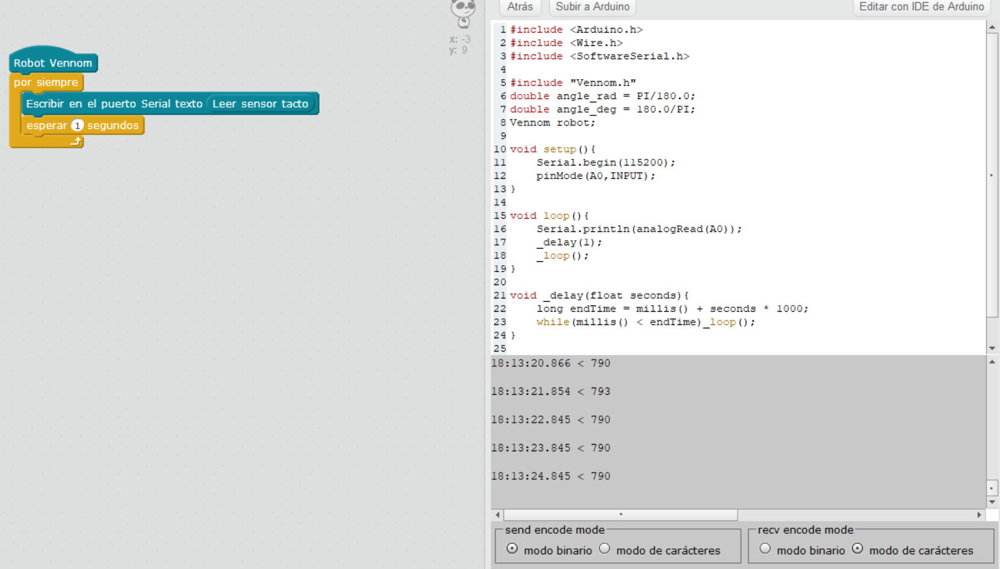 x: -3
y: 9
Robot Vennom
por siempre
Escribir en el puerto Serial texto Leer sensor tacto
esperar 1 segundos
Atrás Subir a Arduino Editar con IDE de Arduino
1 #include <Arduino.h>
2 #include <Wire.h>
3 #include <SoftwareSerial.h>
4
5 #include "Vennom.h"
6 double angle_rad = PI/180.0;
7 double angle_deg = 180.0/PI;
8 Vennom robot;
9
10 void setup(){
11     Serial.begin(115200);
12     pinMode(A0,INPUT);
13 }
14
15 void loop(){
16     Serial.println(analogRead(A0));
17     _delay(1);
18     _loop();
19 }
20
21 void _delay(float seconds){
22     long endTime = millis() + seconds * 1000;
23     while(millis() < endTime)_loop();
24 }
25
18:13:20.866 < 790
18:13:21.854 < 793
18:13:22.845 < 790
18:13:23.845 < 790
18:13:24.845 < 790
send encode mode
modo binario modo de carácteres
recv encode mode
modo binario modo de carácteres